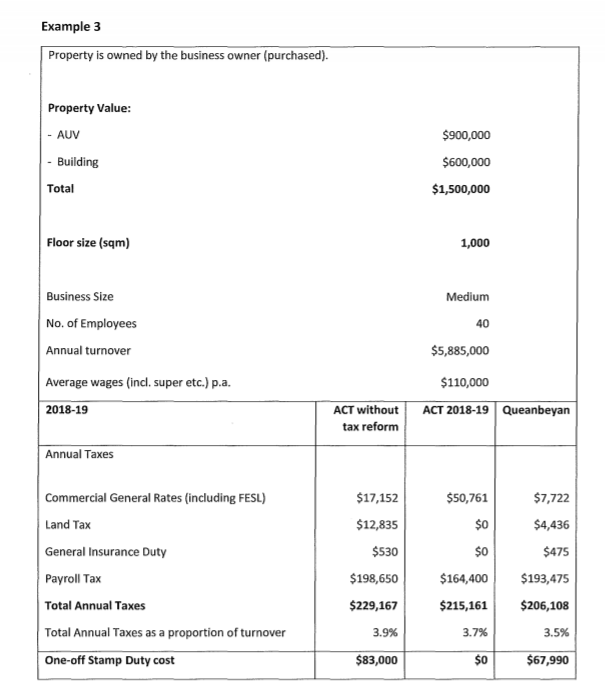 Example 3
Property is owned by the business owner (purchased).
Property Value:
- AUV $900,000
- Building $600,000
Total $1,500,000
Floor size (sqm) 1,000
Business Size Medium
No. of Employees 40
Annual turnover $5,885,000
Average wages (incl. super etc.) p.a. $110,000
2018-19 ACT without tax reform ACT 2018-19 Queanbeyan
Annual Taxes
Commercial General Rates (including FESL) $17,152 $50,761 $7,722
Land Tax $12,835 $0 $4,436
General Insurance Duty $530 $0 $475
Payroll Tax $198,650 $164,400 $193,475
Total Annual Taxes $229,167 $215,161 $206,108
Total Annual Taxes as a proportion of turnover 3.9% 3.7% 3.5%
One-off Stamp Duty cost $83,000 $0 $67,990